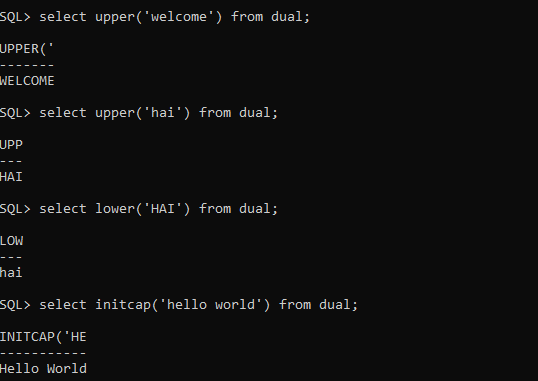 SQL> select upper('welcome') from dual;
UPPER('
-------
WELCOME
SQL> select upper('hai') from dual;
UPP
---
HAI
SQL> select lower('HAI') from dual;
LOW
---
hai
SQL> select initcap('hello world') from dual;
INITCAP('HE
-----------
Hello World